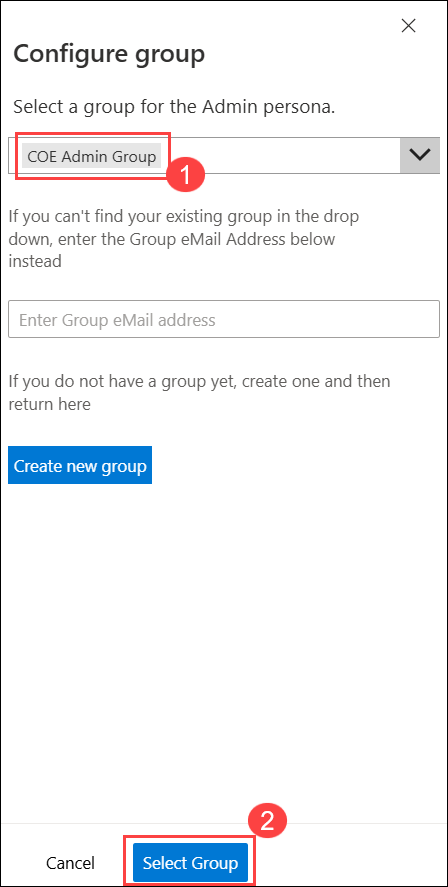 Configure group
Select a group for the Admin persona.
COE Admin Group
1
If you can't find your existing group in the drop
down, enter the Group eMail Address below
instead
Enter Group eMail address
If you do not have a group yet, create one and then
return here
Create new group
2
Cancel
Select Group